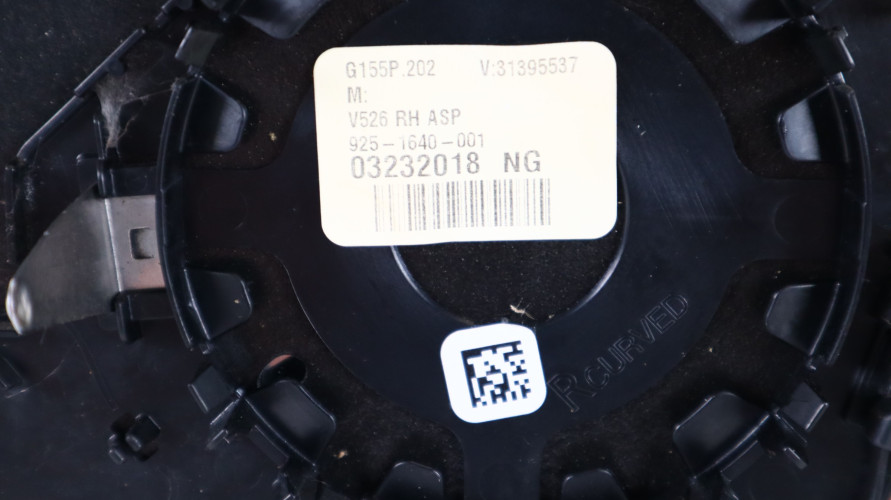 G155P.202 V:31395537
M:
V526 RH ASP
925-1640-001
03232018 NG
RCURVED